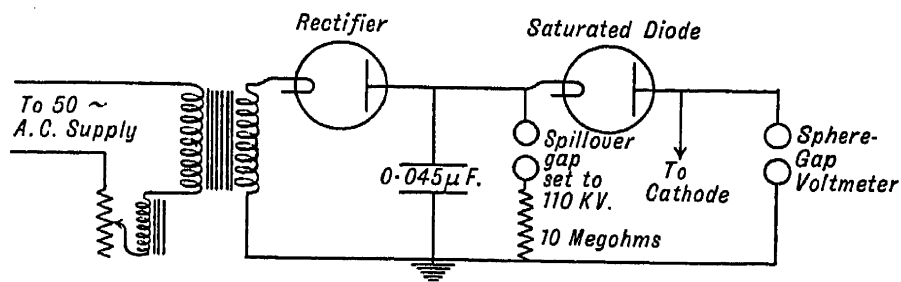 Rectifier
Saturated Diode
To 50 ~
A.C. Supply
0·045μF.
Spillover
gap
set to
110 KV.
10 Megohms
To
Cathode
Sphere-
Gap
Voltmeter